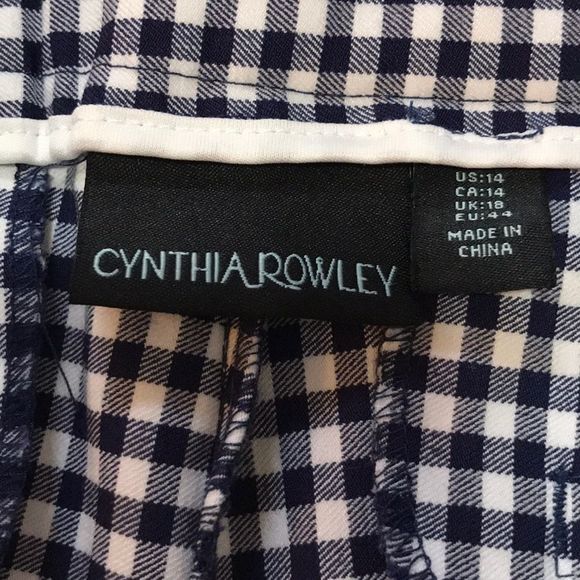 CYNTHIA ROWLEY
US:14
CA:14
UK:18
EU:44
MADE IN
CHINA